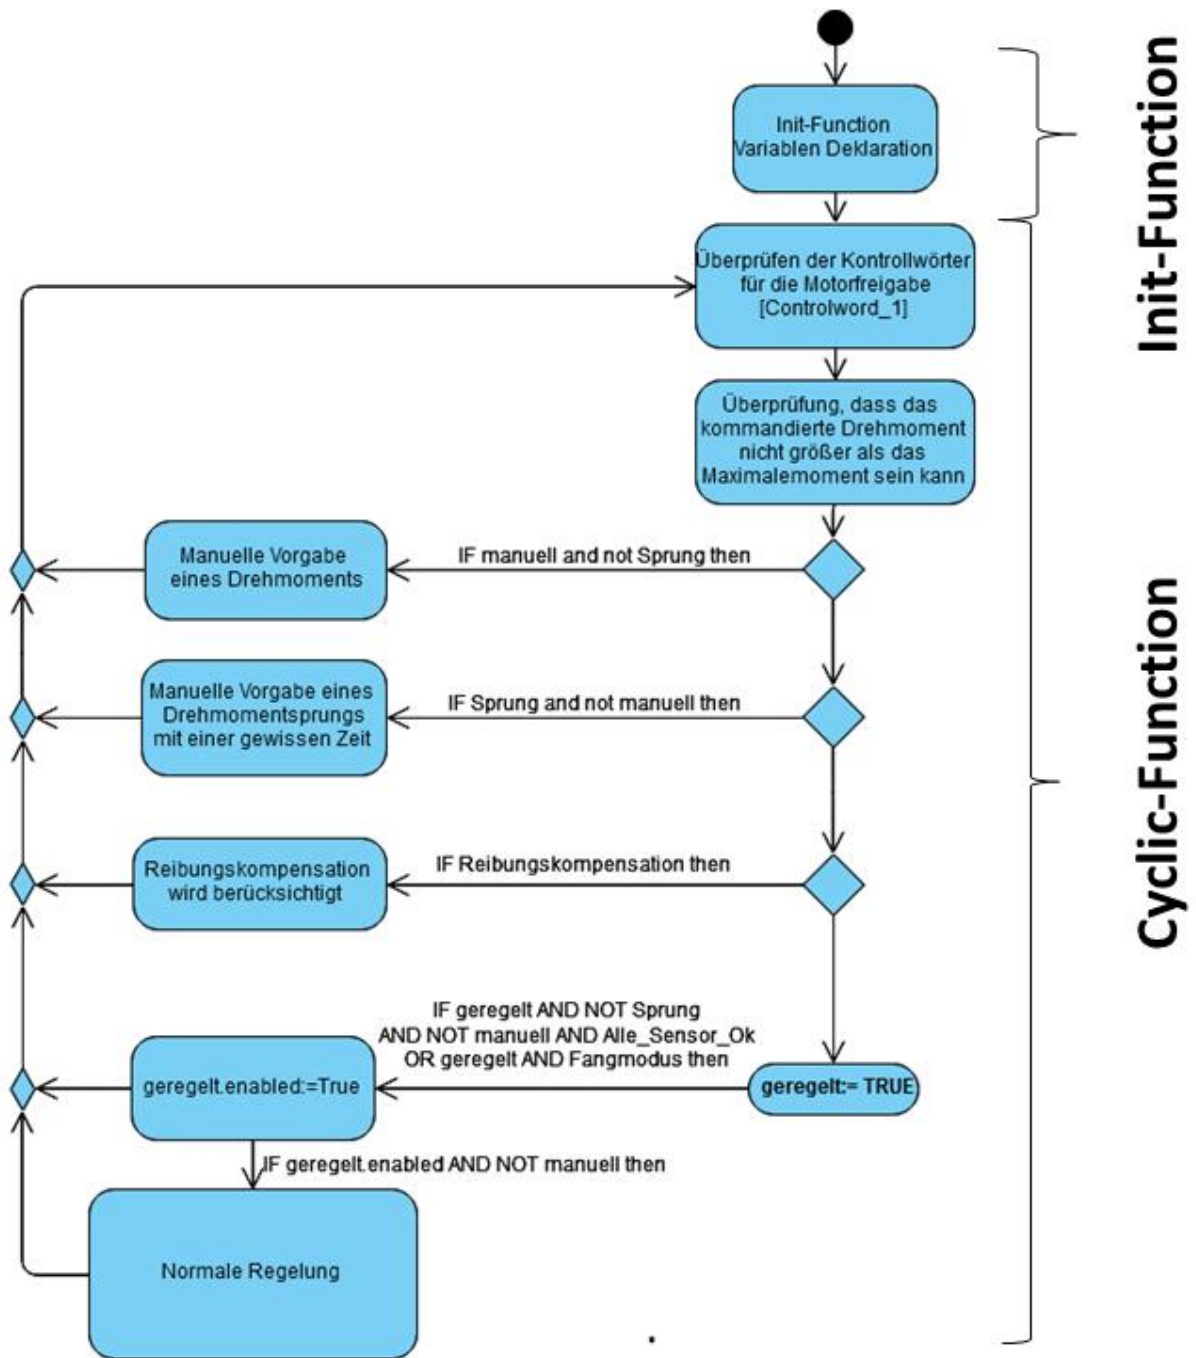 Init-Function
Variablen Deklaration
Init-Function
Überprüfen der Kontrollwörter
für die Motorfreigabe
[Controlword_1]
Überprüfung, dass das
kommandierte Drehmoment
nicht größer als das
Maximalemoment sein kann
IF manuell and not Sprung then
Manuelle Vorgabe
eines Drehmoments
IF Sprung and not manuell then
Manuelle Vorgabe eines
Drehmomentsprungs
mit einer gewissen Zeit
Cyclic-Function
IF Reibungskompensation then
Reibungskompensation
wird berücksichtigt
IF geregelt AND NOT Sprung
AND NOT manuell AND Alle_Sensor_Ok
OR geregelt AND Fangmodus then
geregelt:= TRUE
geregelt.enabled:=True
IF geregelt.enabled AND NOT manuell then
Normale Regelung